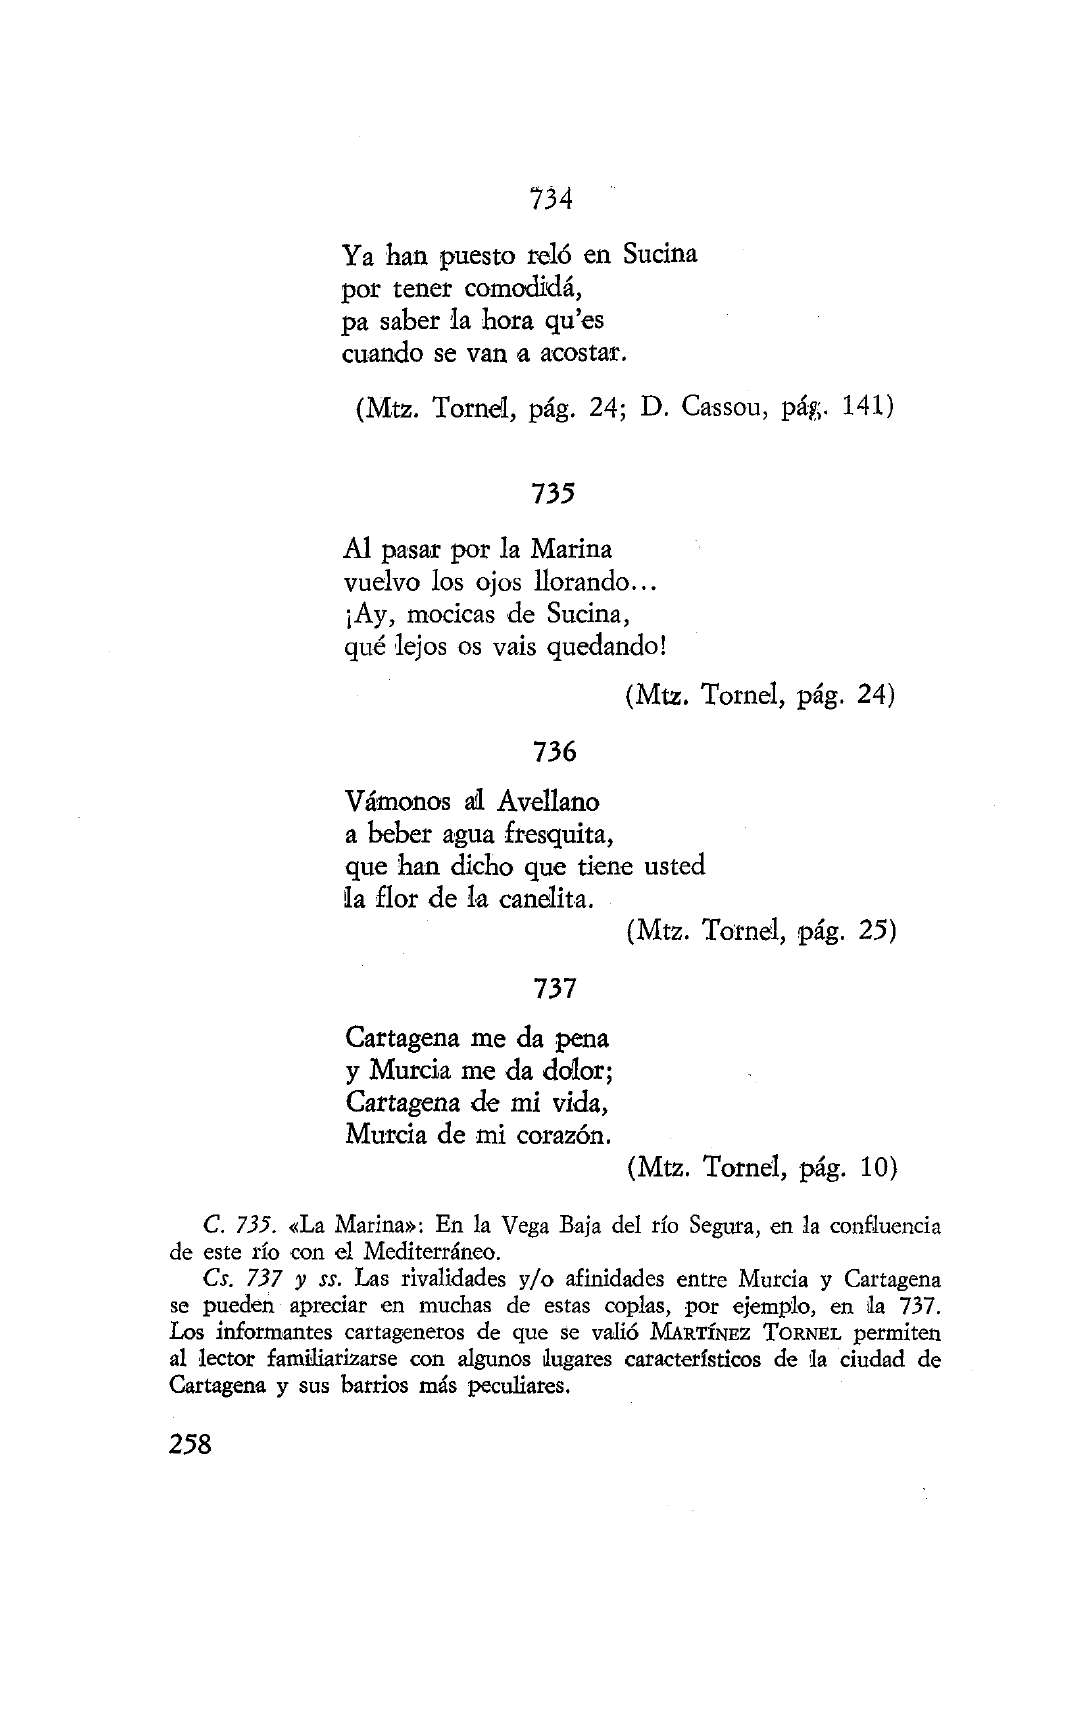 734
Ya han puesto reló en Sucina
por tener comodidá,
pa saber la hora qu'es
cuando se van a acostar.
(Mtz. Tornel, pág. 24; D. Cassou, pág. 141)
735
Al pasar por la Marina
vuelvo los ojos llorando...
¡Ay, mocicas de Sucina,
qué lejos os vais quedando!
(Mtz. Tornel, pág. 24)
736
Vámonos al Avellano
a beber agua fresquita,
que han dicho que tiene usted
la flor de la canelita.
(Mtz. Tornel, pág. 25)
737
Cartagena me da pena
y Murcia me da dolor;
Cartagena de mi vida,
Murcia de mi corazón.
(Mtz. Tornel, pág. 10)
C. 735. «La Marina»: En la Vega Baja del río Segura, en la confluencia
de este río con el Mediterráneo.
Cs. 737 y ss. Las rivalidades y/o afinidades entre Murcia y Cartagena
se pueden apreciar en muchas de estas coplas, por ejemplo, en la 737.
Los informantes cartageneros de que se valió MARTÍNEZ TORNEL permiten
al lector familiarizarse con algunos lugares característicos de la ciudad de
Cartagena y sus barrios más peculiares.
258